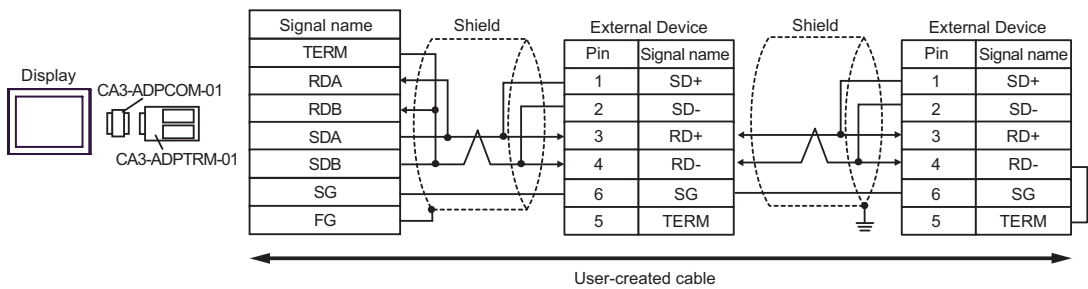 Display
CA3-ADPCOM-01
CA3-ADPTRM-01
Signal name
TERM
RDA
RDB
SDA
SDB
SG
FG
Shield
External Device
Pin Signal name
1 SD+
2 SD-
3 RD+
4 RD-
6 SG
5 TERM
Shield
External Device
Pin Signal name
1 SD+
2 SD-
3 RD+
4 RD-
6 SG
5 TERM
User-created cable